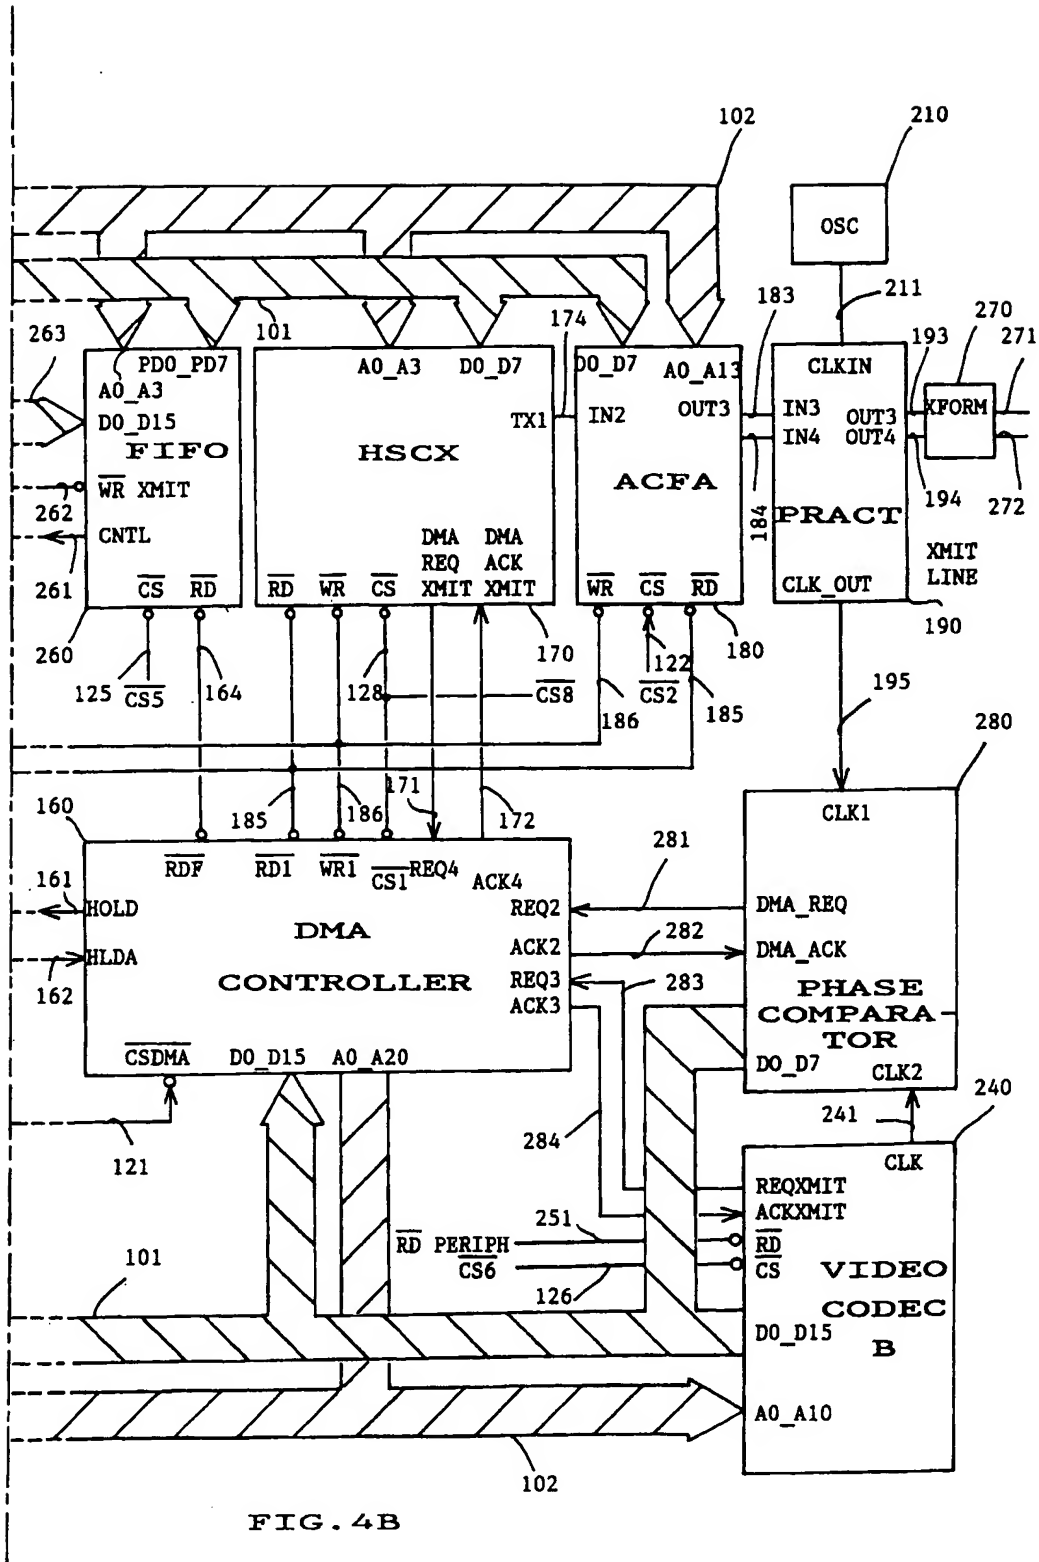 102
210
OSC
263
101
174
183
211
270
193
271
PD0_PD7
A0_A3
D0_D15
FIFO
A0_A3
D0_D7
D0_D7
A0_A13
CLKIN
TX1
IN2
OUT3
IN3
IN4
OUT3
OUT4
XFORM
HSCX
ACFA
184
194
272
PRACT
262
WR XMIT
CNTL
261
DMA REQ XMIT
DMA ACK XMIT
XMIT LINE
CS
RD
RD
WR
CS
WR
CS
RD
CLK_OUT
260
170
180
190
125
CS5
164
128
CS8
122
CS2
186
185
195
280
160
185
186
171
172
CLK1
RDF
RD1
WR1
CS1
REQ4
ACK4
281
161
HOLD
REQ2
DMA_REQ
DMA
ACK2
282
DMA_ACK
HLDA
CONTROLLER
REQ3
283
PHASE
162
ACK3
COMPARA-
TOR
CSDMA
D0_D15
A0_A20
D0_D7
CLK2
240
284
241
121
CLK
REQXMIT
251
ACKXMIT
RD PERIPH
RD
CS6
CS
101
126
VIDEO
CODEC
D0_D15
B
A0_A10
102
FIG.4B